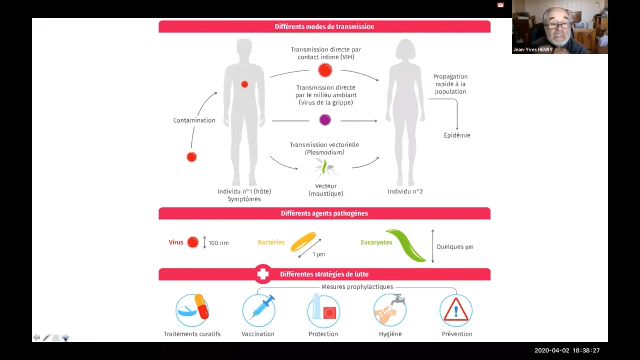 Différents modes de transmission
Transmission directe par
contact intime (VIH)
Transmission directe
par le milieu ambiant
(virus de la grippe)
Propagation
rapide à la
population
Contamination
Épidémie
Transmission vectorielle
(Plasmodium)
Vecteur
(moustique)
Individu n°1 (hôte)
Symptômes
Individu n°2
Différents agents pathogènes
Virus
100 nm
Bactéries
1 µm
Eucaryotes
Quelques µm
Différentes stratégies de lutte
Mesures prophylactiques
Traitements curatifs
Vaccination
Protection
Hygiène
Prévention
Jean-Yves HENRY
2020-04-02 18:38:27